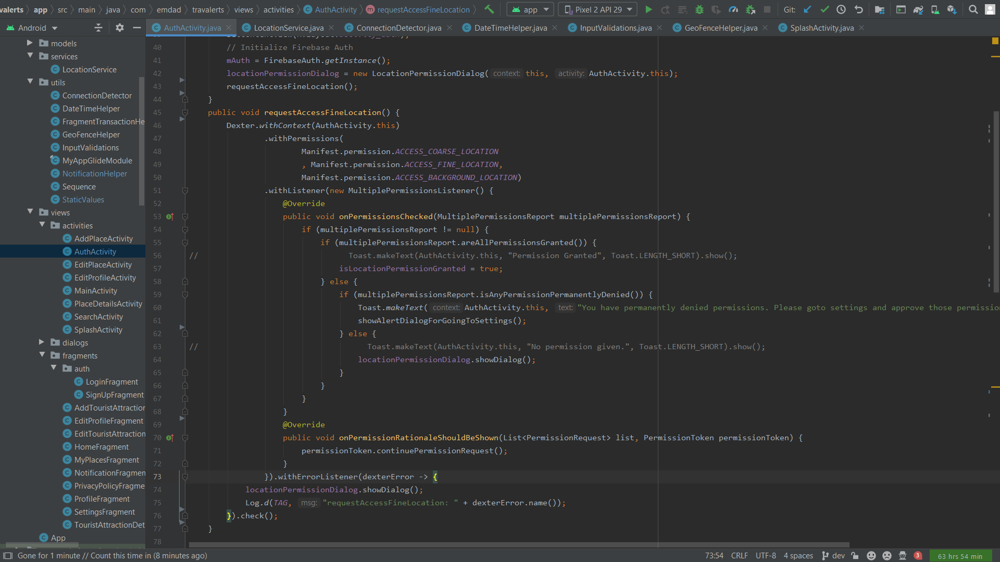 valerts app src main java com emdad travalerts views activities AuthActivity requestAccessFineLocation app Pixel 2 API 29 Git:
Android AuthActivity.java LocationService.java ConnectionDetector.java DateTimeHelper.java InputValidations.java GeoFenceHelper.java SplashActivity.java
models
services
LocationService
utils
ConnectionDetector
DateTimeHelper
FragmentTransactionHe
GeoFenceHelper
InputValidations
MyAppGlideModule
NotificationHelper
Sequence
StaticValues
views
activities
AddPlaceActivity
AuthActivity
EditPlaceActivity
EditProfileActivity
MainActivity
PlaceDetailsActivity
SearchActivity
SplashActivity
dialogs
fragments
auth
LoginFragment
SignUpFragment
AddTouristAttraction
EditProfileFragment
EditTouristAttraction
HomeFragment
MyPlacesFragment
NotificationFragmen
PrivacyPolicyFragme
ProfileFragment
SettingsFragment
TouristAttractionDet
App
40 // Initialize Firebase Auth
41 mAuth = FirebaseAuth.getInstance();
42 locationPermissionDialog = new LocationPermissionDialog( context: this, activity: AuthActivity.this);
43 requestAccessFineLocation();
44 }
45 public void requestAccessFineLocation() {
46 Dexter.withContext(AuthActivity.this)
47 .withPermissions(
48 Manifest.permission.ACCESS_COARSE_LOCATION
49 , Manifest.permission.ACCESS_FINE_LOCATION,
50 Manifest.permission.ACCESS_BACKGROUND_LOCATION)
51 .withListener(new MultiplePermissionsListener() {
52 @Override
53 public void onPermissionsChecked(MultiplePermissionsReport multiplePermissionsReport) {
54 if (multiplePermissionsReport != null) {
55 if (multiplePermissionsReport.areAllPermissionsGranted()) {
56 // Toast.makeText(AuthActivity.this, "Permission Granted", Toast.LENGTH_SHORT).show();
57 isLocationPermissionGranted = true;
58 } else {
59 if (multiplePermissionsReport.isAnyPermissionPermanentlyDenied()) {
60 Toast.makeText( context: AuthActivity.this, text: "You have permanently denied permissions. Please goto settings and approve those permissio
61 showAlertDialogForGoingToSettings();
62 } else {
63 // Toast.makeText(AuthActivity.this, "No permission given.", Toast.LENGTH_SHORT).show();
64 locationPermissionDialog.showDialog();
65 }
66 }
67 }
68 }
69 @Override
70 public void onPermissionRationaleShouldBeShown(List<PermissionRequest> list, PermissionToken permissionToken) {
71 permissionToken.continuePermissionRequest();
72 }
73 }).withErrorListener(dexterError -> {
74 locationPermissionDialog.showDialog();
75 Log.d(TAG, msg: "requestAccessFineLocation: " + dexterError.name());
76 }).check();
77 }
78
Gone for 1 minute // Count this time in (8 minutes ago) 73:54 CRLF UTF-8 4 spaces dev 3 63 hrs 54 min